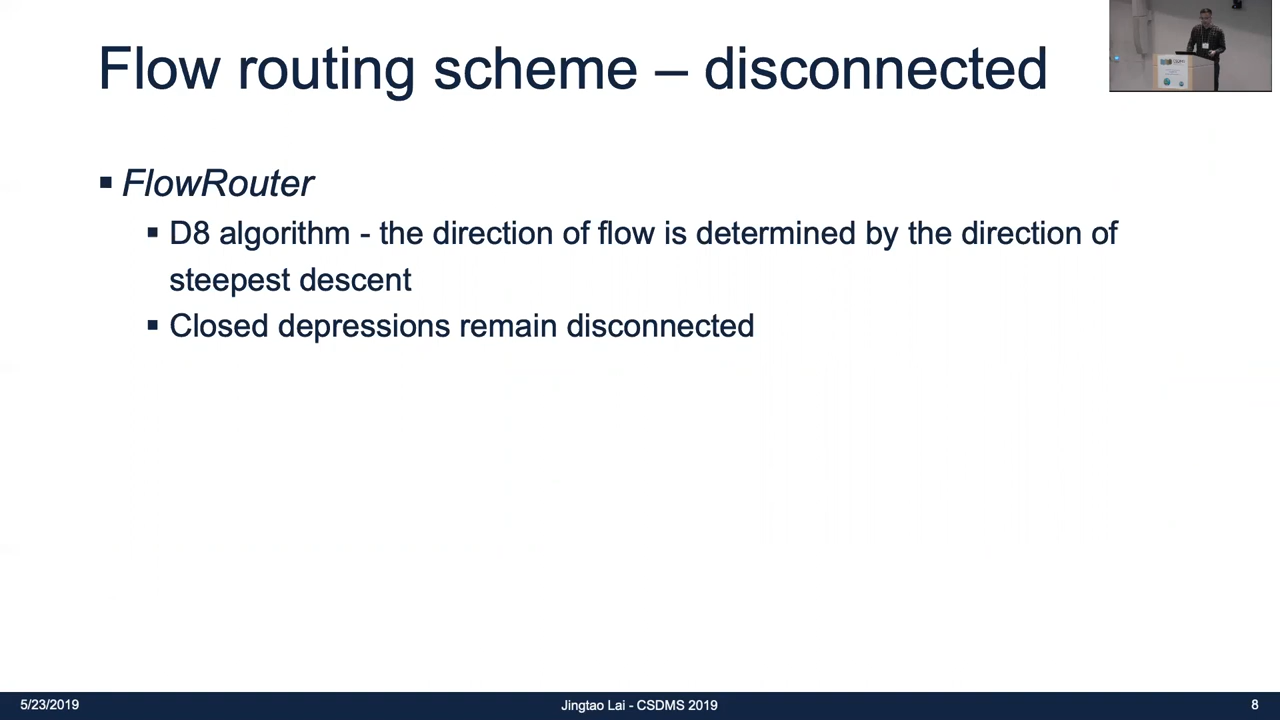 Flow routing scheme – disconnected
▪ FlowRouter
▪ D8 algorithm - the direction of flow is determined by the direction of
steepest descent
▪ Closed depressions remain disconnected
5/23/2019
Jingtao Lai - CSDMS 2019
8